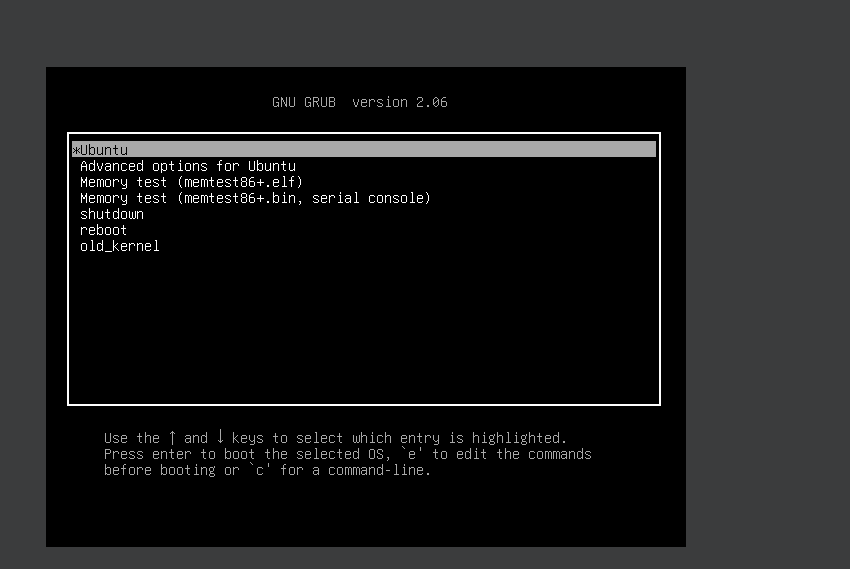 GNU GRUB  version 2.06
*Ubuntu
Advanced options for Ubuntu
Memory test (memtest86+.elf)
Memory test (memtest86+.bin, serial console)
shutdown
reboot
old_kernel
Use the ↑ and ↓ keys to select which entry is highlighted.
Press enter to boot the selected OS, `e' to edit the commands
before booting or `c' for a command-line.